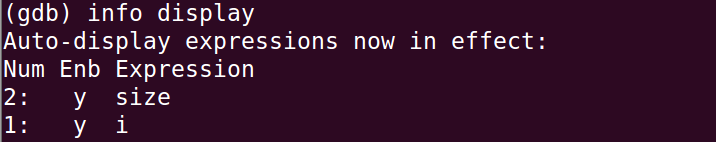 (gdb) info display
Auto-display expressions now in effect:
Num Enb Expression
2:   y  size
1:   y  i